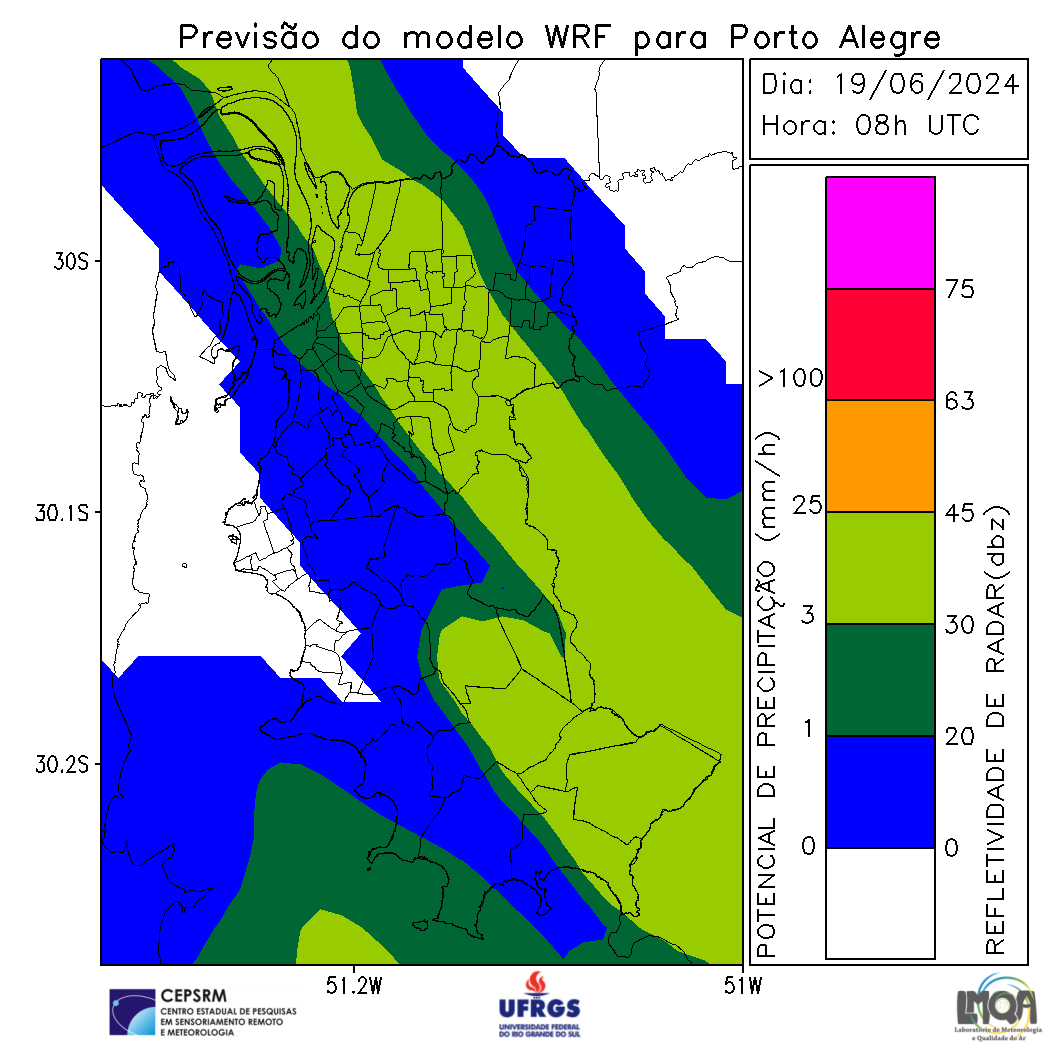 Previsão do modelo WRF para Porto Alegre
Dia: 19/06/2024
Hora: 08h UTC
30S
30.1S
30.2S
51.2W
51W
POTENCIAL DE PRECIPITAÇÃO (mm/h)
>100
25
3
1
0
75
63
45
30
20
0
REFLETIVIDADE DE RADAR(dbz)
CEPSRM
CENTRO ESTADUAL DE PESQUISAS
EM SENSORIAMENTO REMOTO
E METEOROLOGIA
UFRGS
UNIVERSIDADE FEDERAL
DO RIO GRANDE DO SUL
LMQA
Laboratório de Meteorologia
e Qualidade do Ar